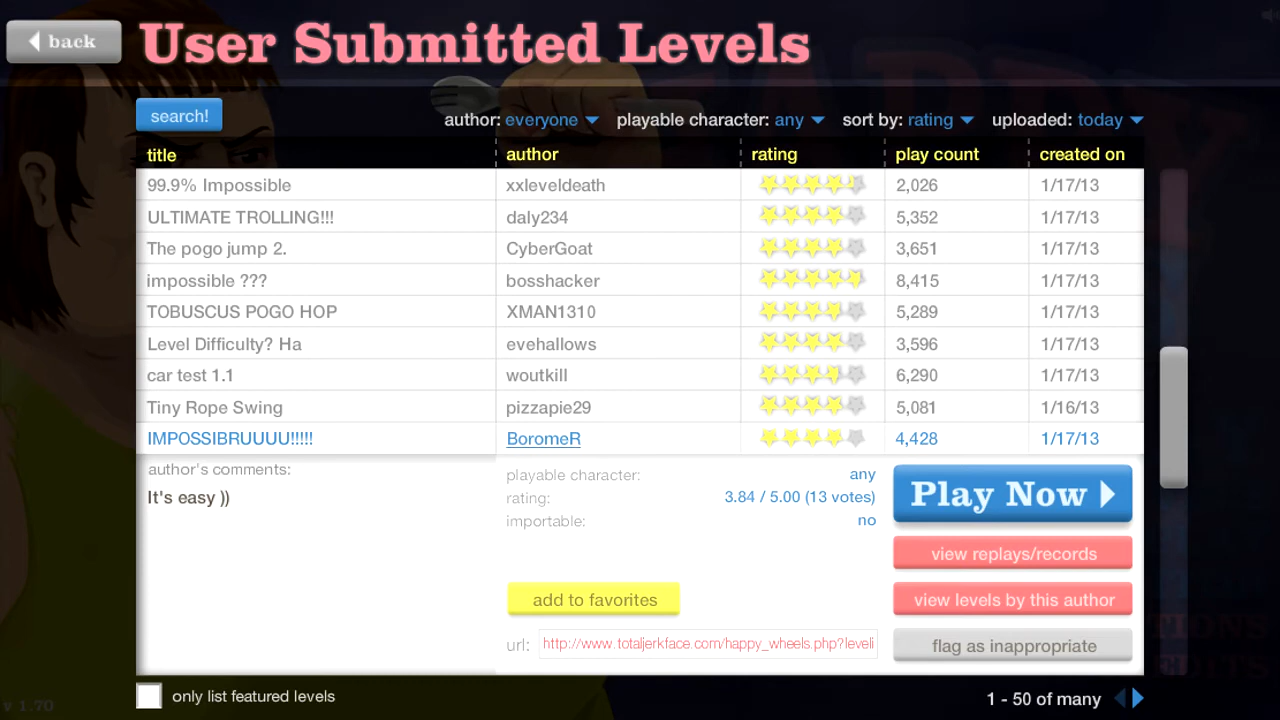 back
User Submitted Levels
search!
author: everyone playable character: any sort by: rating uploaded: today
title author rating play count created on
99.9% Impossible xxleveldeath 2,026 1/17/13
ULTIMATE TROLLING!!! daly234 5,352 1/17/13
The pogo jump 2. CyberGoat 3,651 1/17/13
impossible ??? bosshacker 8,415 1/17/13
TOBUSCUS POGO HOP XMAN1310 5,289 1/17/13
Level Difficulty? Ha evehallows 3,596 1/17/13
car test 1.1 woutkill 6,290 1/17/13
Tiny Rope Swing pizzapie29 5,081 1/16/13
IMPOSSIBRUUUU!!!!! BoromeR 4,428 1/17/13
author's comments:
It's easy ))
playable character: any
rating: 3.84 / 5.00 (13 votes)
importable: no
Play Now
view replays/records
add to favorites
view levels by this author
url: http://www.totaljerkface.com/happy_wheels.php?leveli
flag as inappropriate
only list featured levels
1 - 50 of many
v 1.70